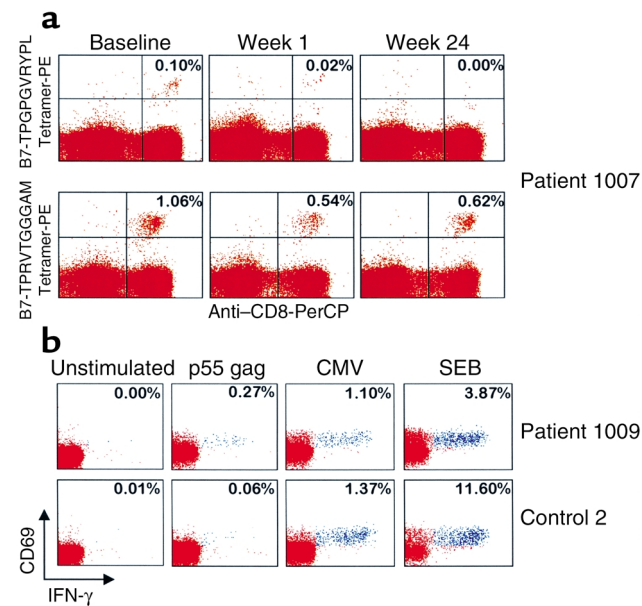 a
Baseline Week 1 Week 24
B7-TPGPGVRYPL
Tetramer-PE
0.10% 0.02% 0.00%
Patient 1007
B7-TPRVTGGGAM
Tetramer-PE
1.06% 0.54% 0.62%
Anti–CD8-PerCP
b
Unstimulated p55 gag CMV SEB
0.00% 0.27% 1.10% 3.87%
Patient 1009
0.01% 0.06% 1.37% 11.60%
Control 2
CD69
IFN-γ